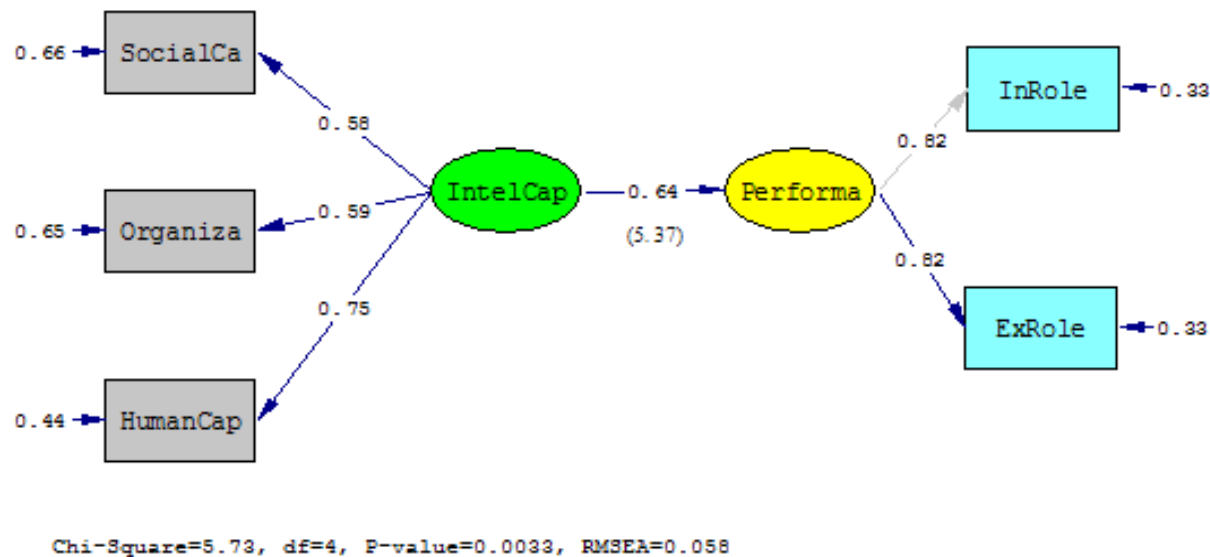 0.66 SocialCa
0.58
0.65 Organiza
0.59
0.44 HumanCap
0.75
IntelCap
0.64
(5.37)
Performa
0.82
InRole 0.33
0.82
ExRole 0.33
Chi-Square=5.73, df=4, P-value=0.0033, RMSEA=0.058